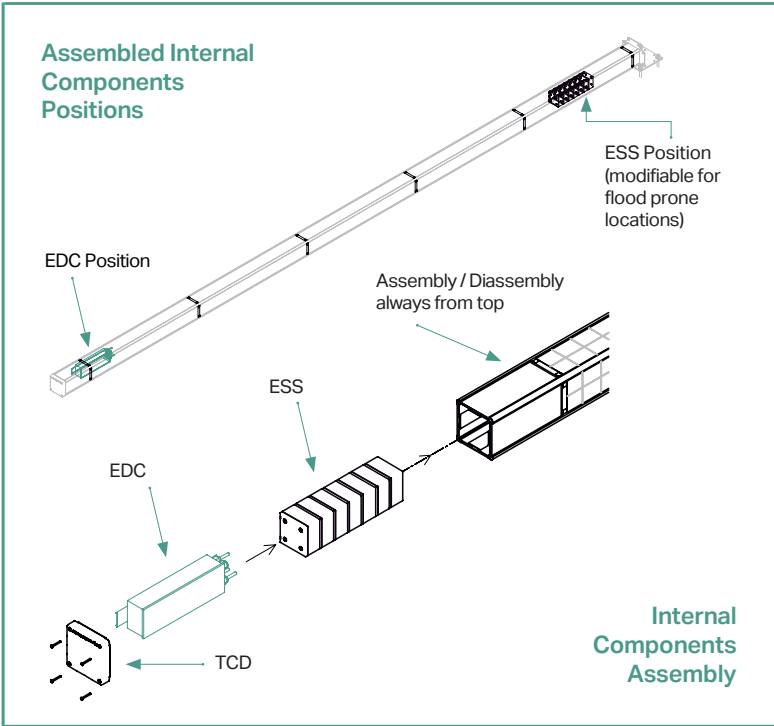 Assembled Internal
Components
Positions
ESS Position
(modifiable for
flood prone
locations)
EDC Position
Assembly / Diassembly
always from top
ESS
EDC
TCD
Internal
Components
Assembly